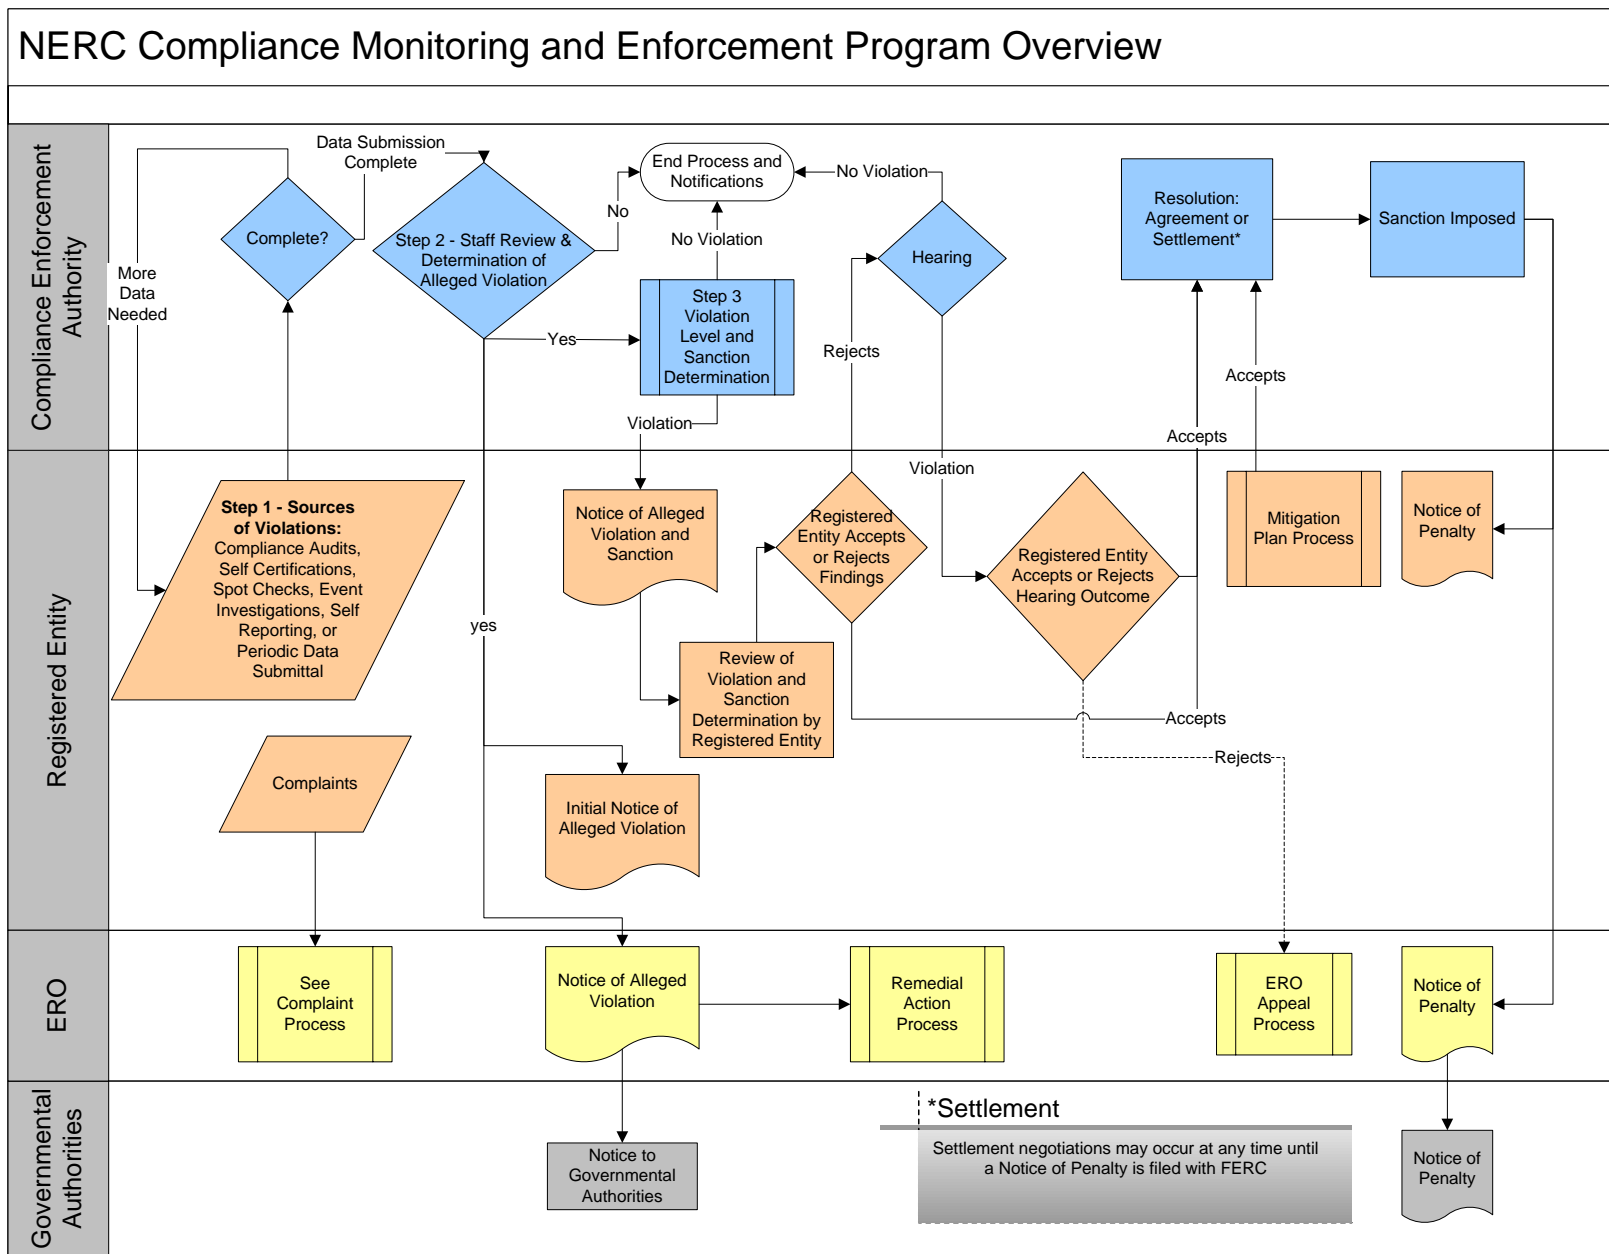 NERC Compliance Monitoring and Enforcement Program Overview
Compliance Enforcement
Authority
More
Data
Needed
Complete?
Data Submission
Complete
Step 2 - Staff Review &
Determination of
Alleged Violation
No
Yes
yes
End Process and
Notifications
No Violation
Step 3
Violation
Level and
Sanction
Determination
Violation
No Violation
Hearing
Rejects
Violation
Resolution:
Agreement or
Settlement*
Accepts
Accepts
Sanction Imposed
Registered Entity
Step 1 - Sources
of Violations:
Compliance Audits,
Self Certifications,
Spot Checks, Event
Investigations, Self
Reporting, or
Periodic Data
Submittal
Complaints
Notice of Alleged
Violation and
Sanction
Review of
Violation and
Sanction
Determination by
Registered Entity
Registered
Entity Accepts
or Rejects
Findings
Registered Entity
Accepts or Rejects
Hearing Outcome
Accepts
Rejects
Mitigation
Plan Process
Notice of
Penalty
Initial Notice of
Alleged Violation
ERO
See
Complaint
Process
Notice of Alleged
Violation
Remedial
Action
Process
ERO
Appeal
Process
Notice of
Penalty
Governmental
Authorities
Notice to
Governmental
Authorities
*Settlement
Settlement negotiations may occur at any time until
a Notice of Penalty is filed with FERC
Notice of
Penalty